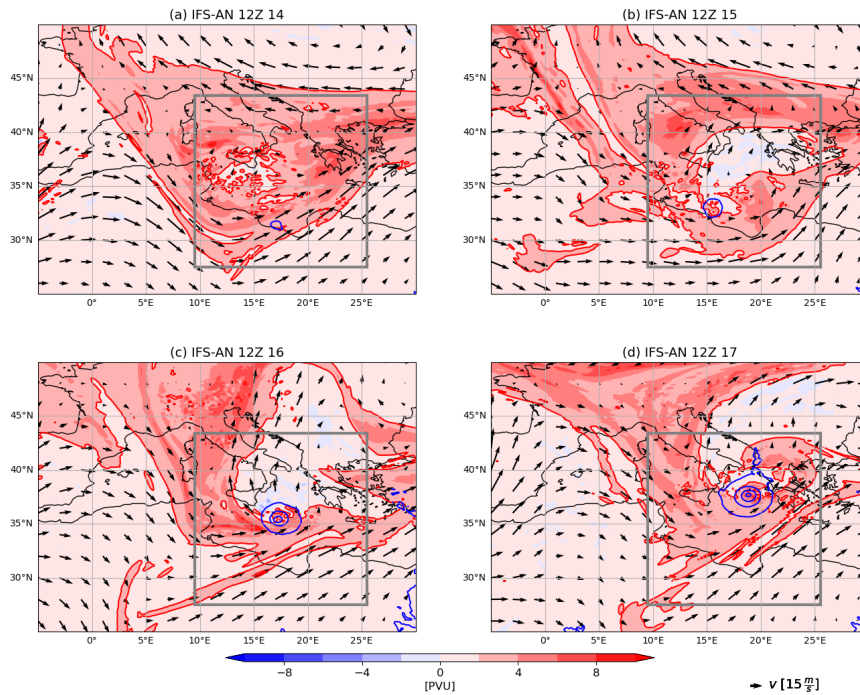 (a) IFS-AN 12Z 14
(b) IFS-AN 12Z 15
45°N
40°N
35°N
30°N
0°
5°E
10°E
15°E
20°E
25°E
45°N
40°N
35°N
30°N
0°
5°E
10°E
15°E
20°E
25°E
(c) IFS-AN 12Z 16
(d) IFS-AN 12Z 17
45°N
40°N
35°N
30°N
0°
5°E
10°E
15°E
20°E
25°E
45°N
40°N
35°N
30°N
0°
5°E
10°E
15°E
20°E
25°E
−8 −4 0 4 8
[PVU]
v [15 m/s]